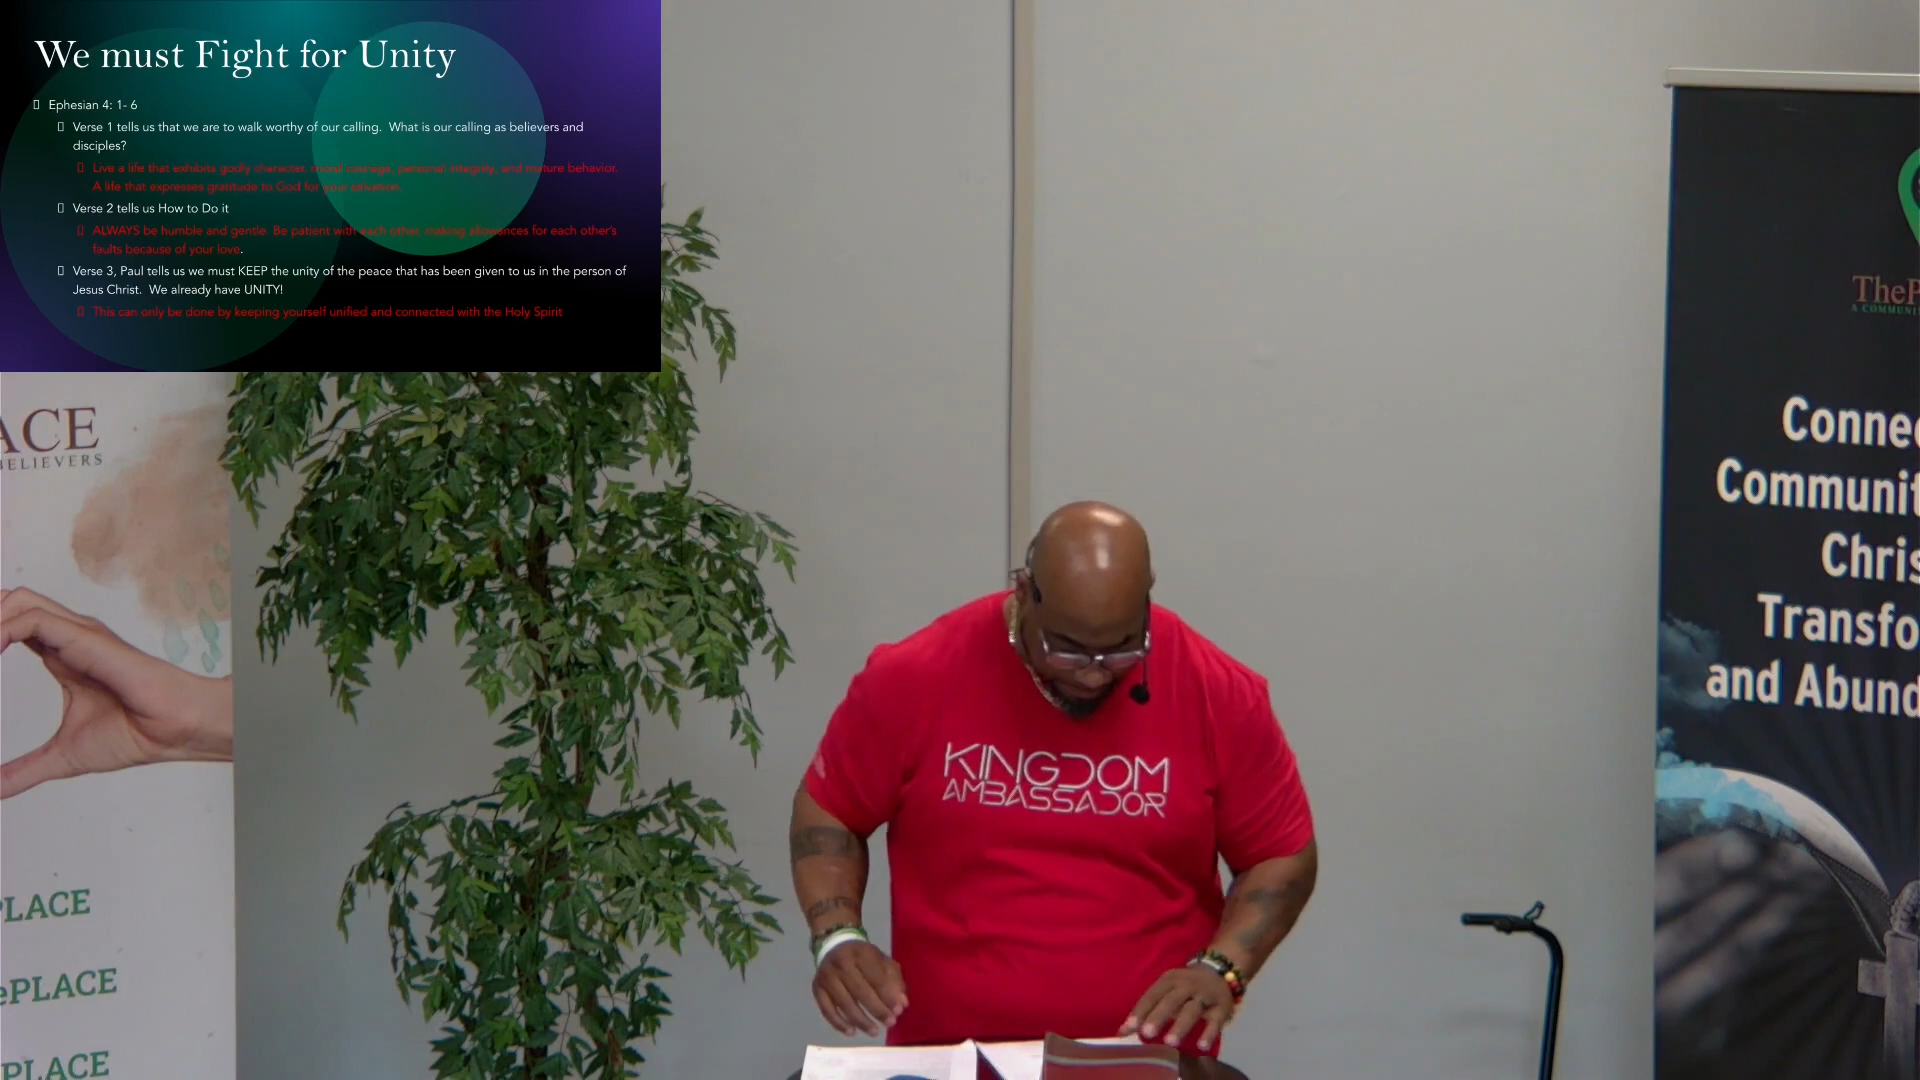 We must Fight for Unity
Ephesian 4: 1- 6
Verse 1 tells us that we are to walk worthy of our calling.  What is our calling as believers and
disciples?
Live a life that exhibits godly character, moral courage, personal integrity, and mature behavior.
A life that expresses gratitude to God for your salvation.
Verse 2 tells us How to Do it
ALWAYS be humble and gentle. Be patient with each other, making allowances for each other's
faults because of your love.
Verse 3, Paul tells us we must KEEP the unity of the peace that has been given to us in the person of
Jesus Christ.  We already have UNITY!
This can only be done by keeping yourself unified and connected with the Holy Spirit
ACE
BELIEVERS
PLACE
ePLACE
PLACE
KINGDOM
AMBASSADOR
TheP
A COMMUNI
Connec
Communit
Chris
Transfo
and Abund